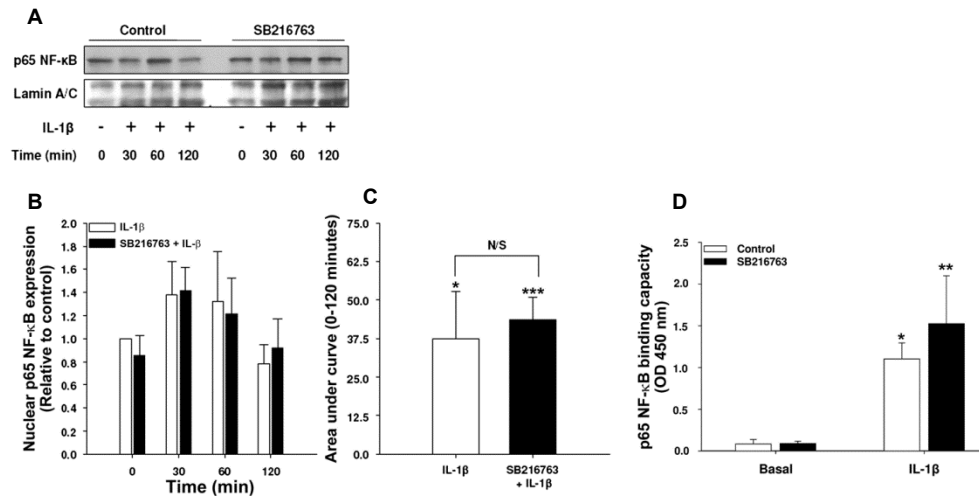 A
Control SB216763
p65 NF-κB
Lamin A/C
IL-1β - + + + - + + +
Time (min) 0 30 60 120 0 30 60 120
B
Nuclear p65 NF-κB expression
(Relative to control)
2.0
1.8
1.6
1.4
1.2
1.0
0.8
0.6
0.4
0.2
0.0
IL-1β
SB216763 + IL-β
0 30 60 120
Time (min)
C
Area under curve (0-120 minutes)
75.0
62.5
50.0
37.5
25.0
12.5
0.0
N/S
* ***
IL-1β SB216763
+ IL-1β
D
p65 NF-κB binding capacity
(OD 450 nm)
2.5
2.0
1.5
1.0
0.5
0.0
Control
SB216763
* **
Basal IL-1β